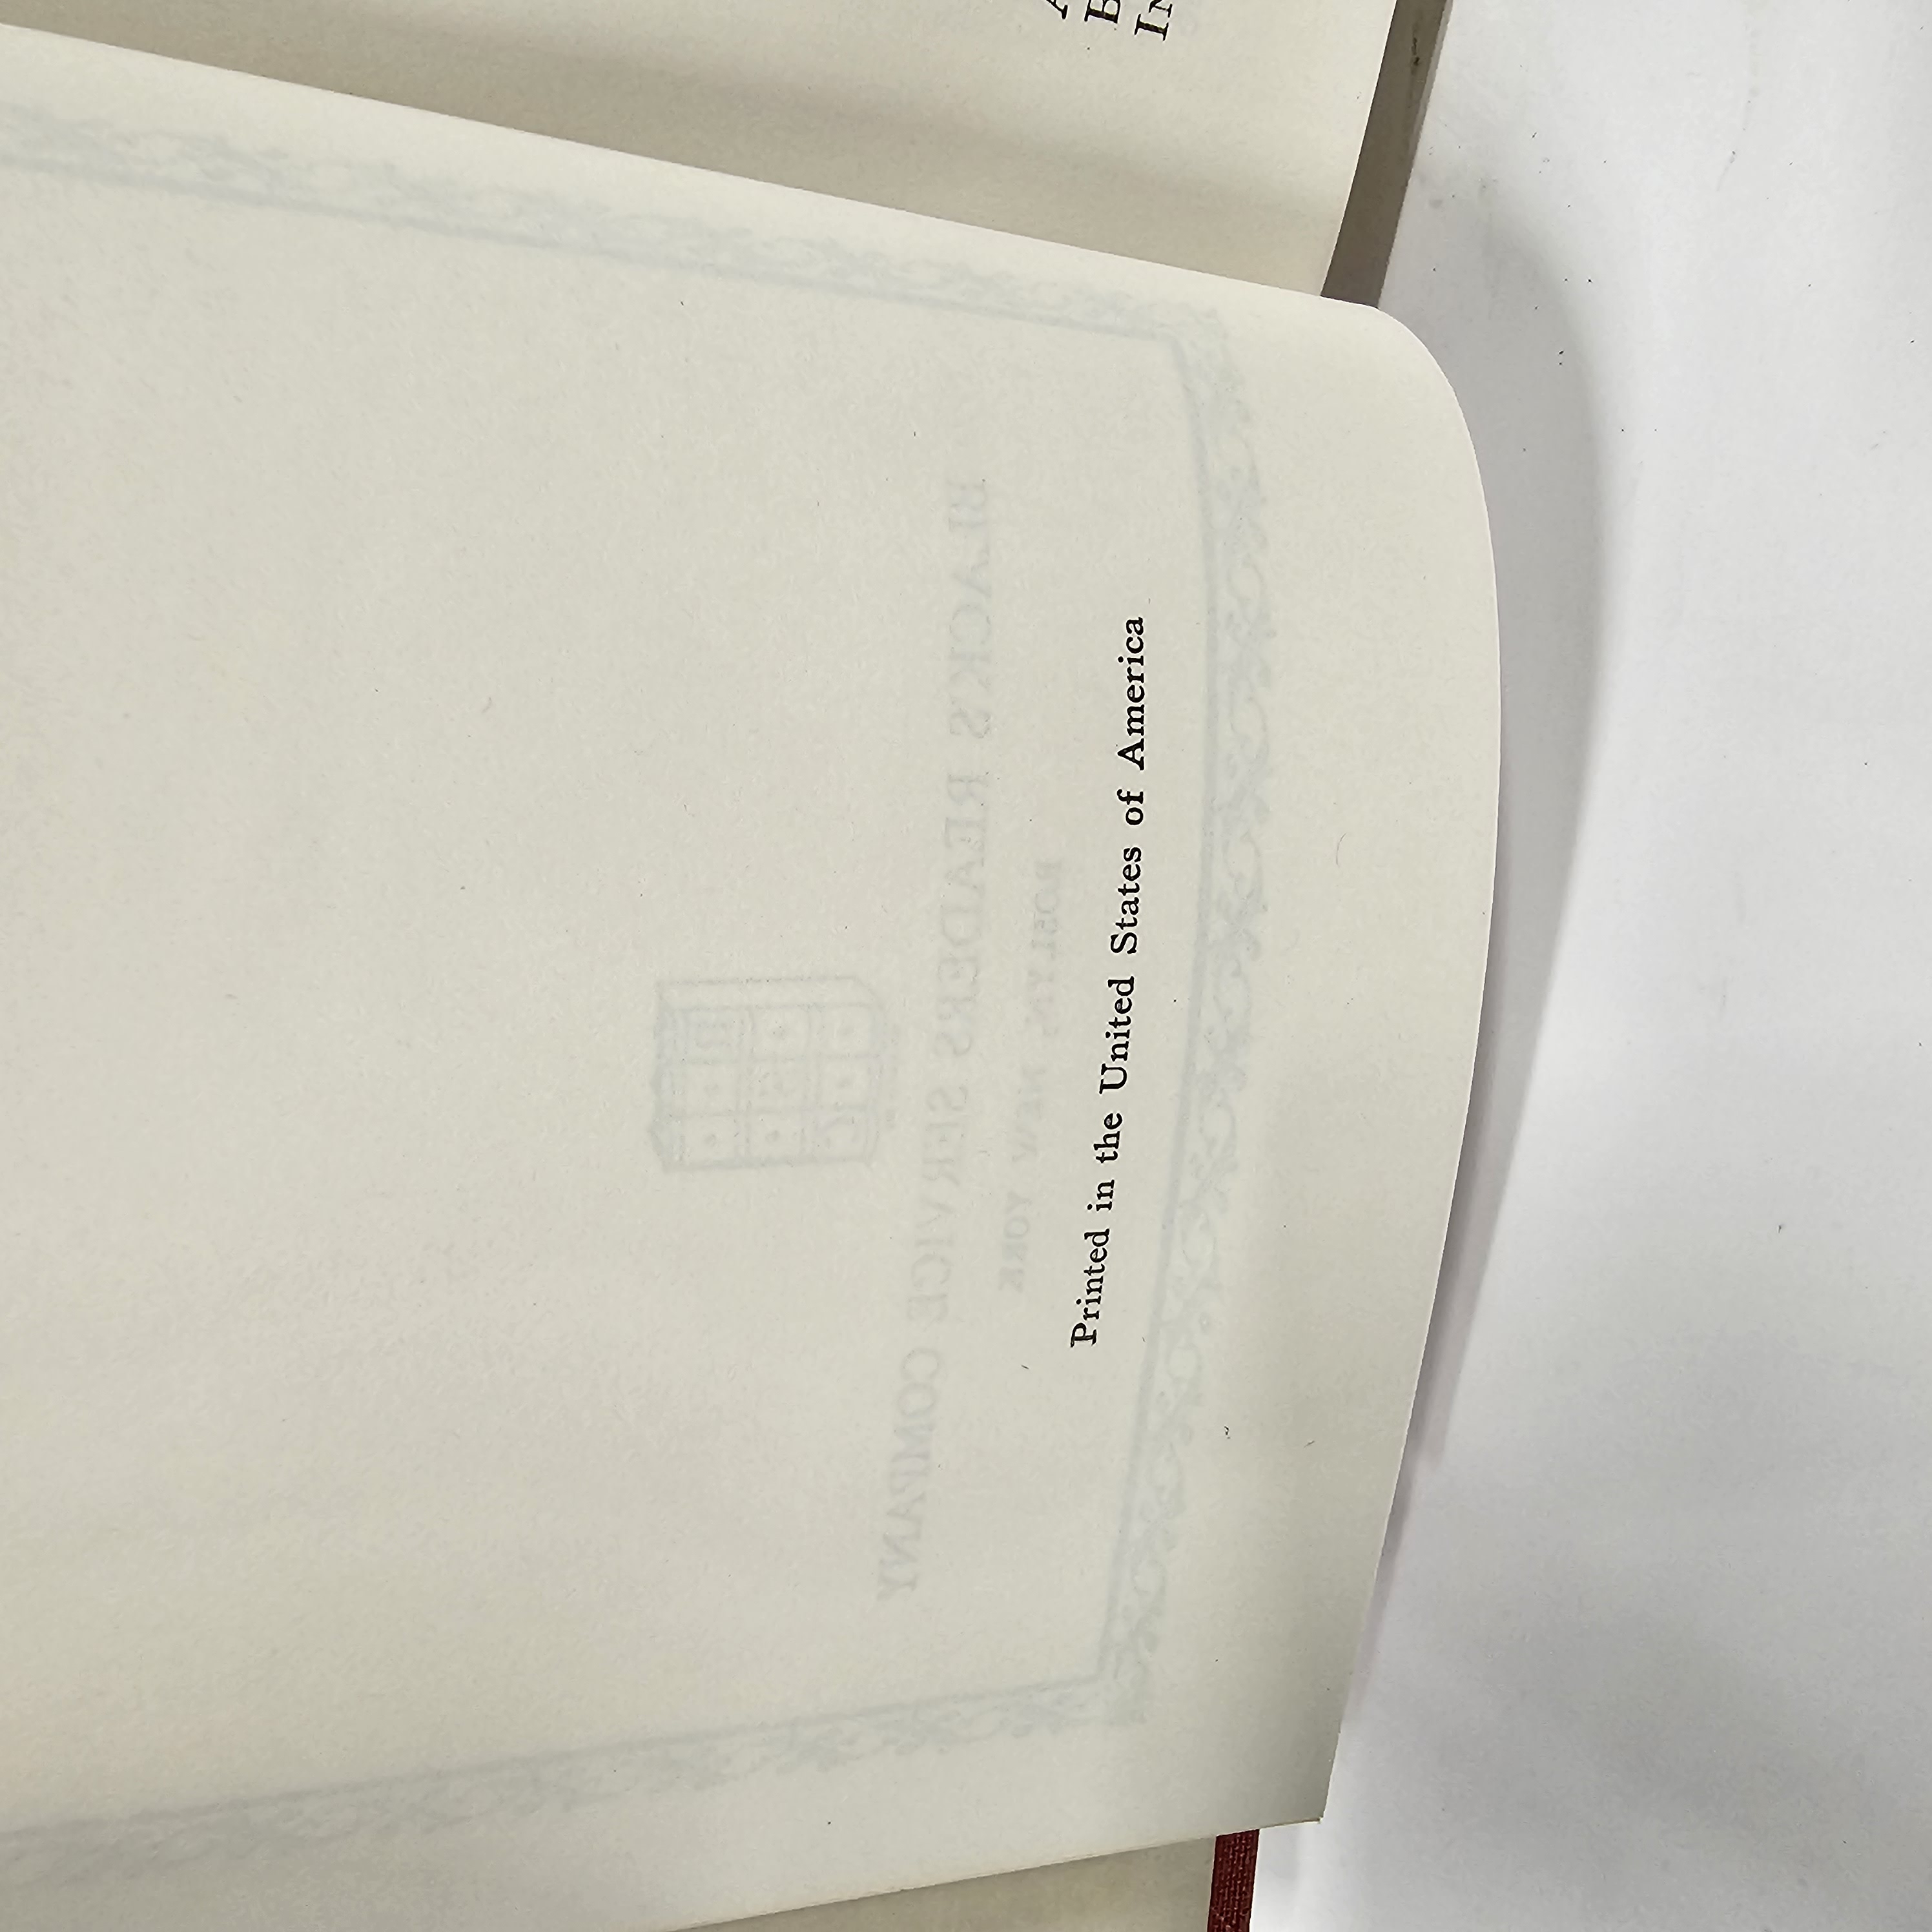 BLACK'S READERS SERVICE COMPANY
ROSLYN, NEW YORK
Printed in the United States of America
A
B
IN